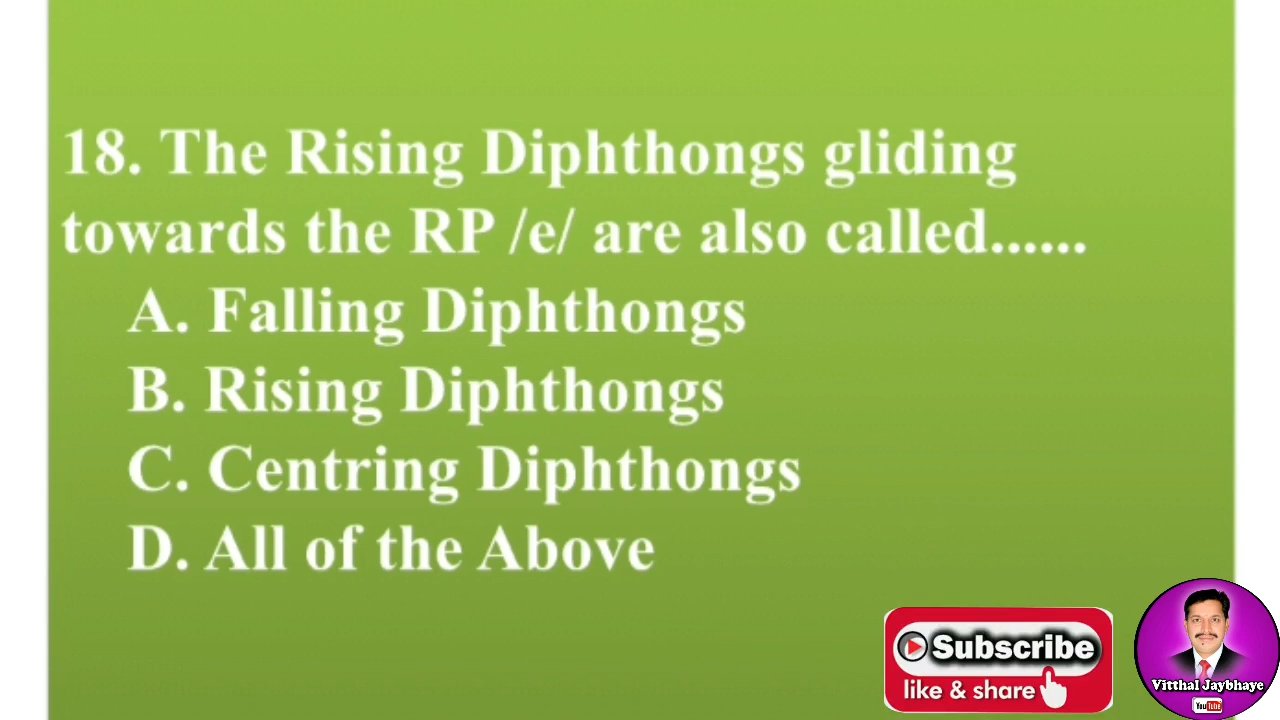 18. The Rising Diphthongs gliding
towards the RP /e/ are also called......
A. Falling Diphthongs
B. Rising Diphthongs
C. Centring Diphthongs
D. All of the Above
Subscribe
like & share
Vitthal Jaybhaye
YouTube